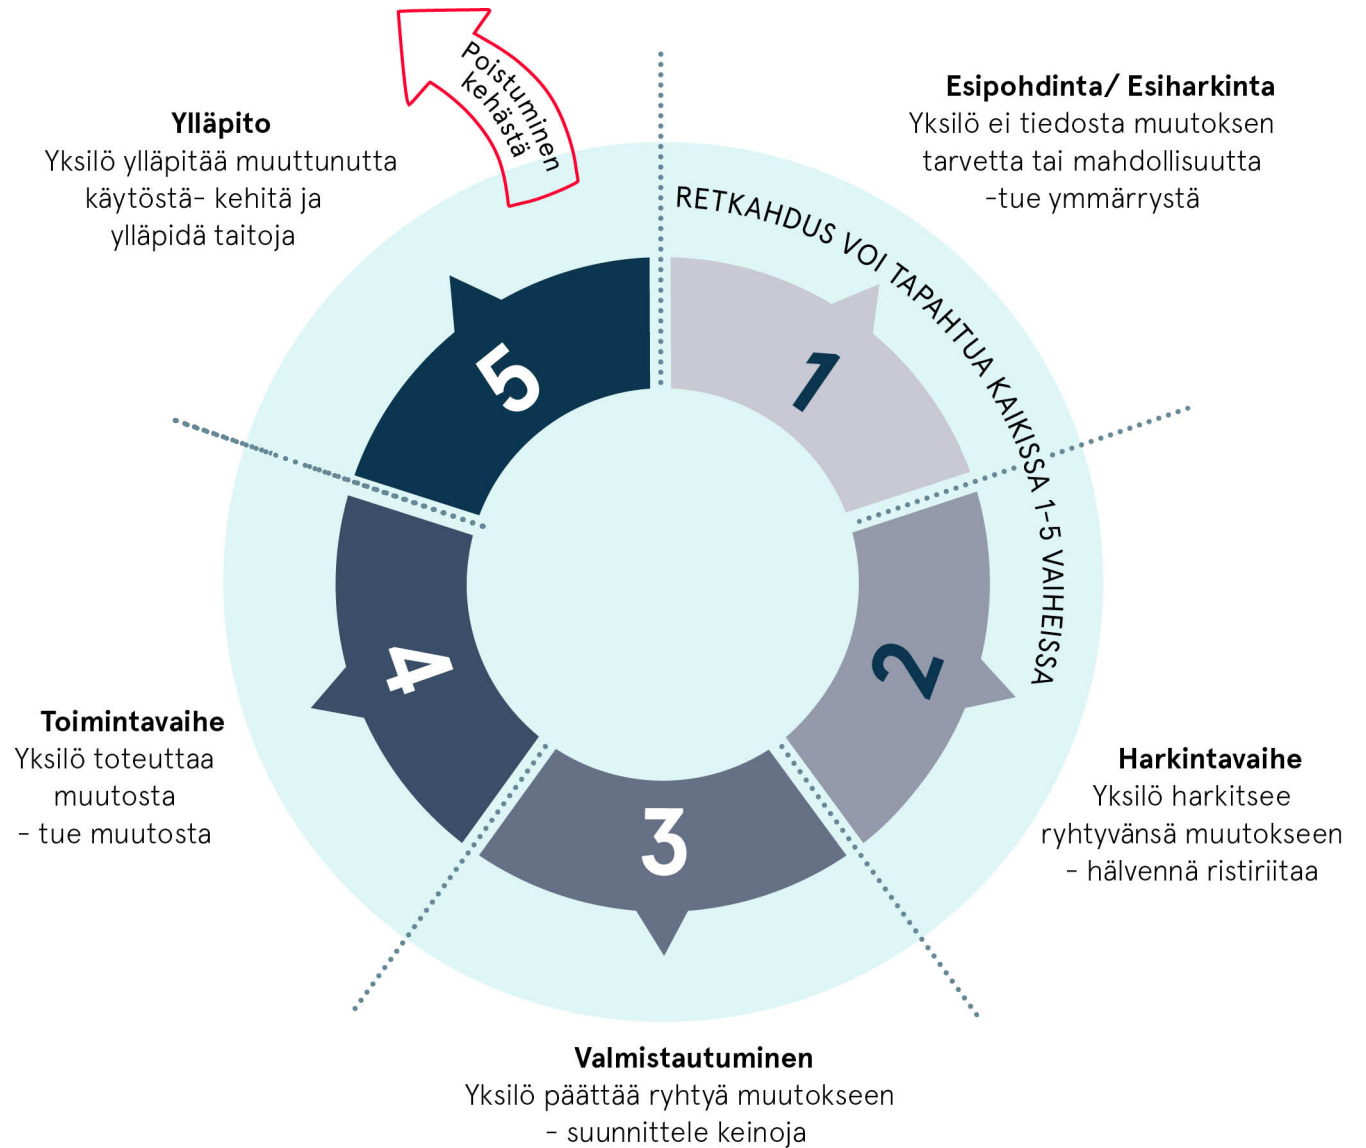 Poistuminen
kehästä
Esipohdinta/ Esiharkinta
Yksilö ei tiedosta muutoksen
tarvetta tai mahdollisuutta
-tue ymmärrystä
RETKAHDUS VOI TAPAHTUA KAIKISSA 1-5 VAIHEISSA
1
2
Harkintavaihe
Yksilö harkitsee
ryhtyvänsä muutokseen
- hälvennä ristiriitaa
3
Valmistautuminen
Yksilö päättää ryhtyä muutokseen
- suunnittele keinoja
4
Toimintavaihe
Yksilö toteuttaa
muutosta
- tue muutosta
5
Ylläpito
Yksilö ylläpitää muuttunutta
käytöstä- kehitä ja
ylläpidä taitoja